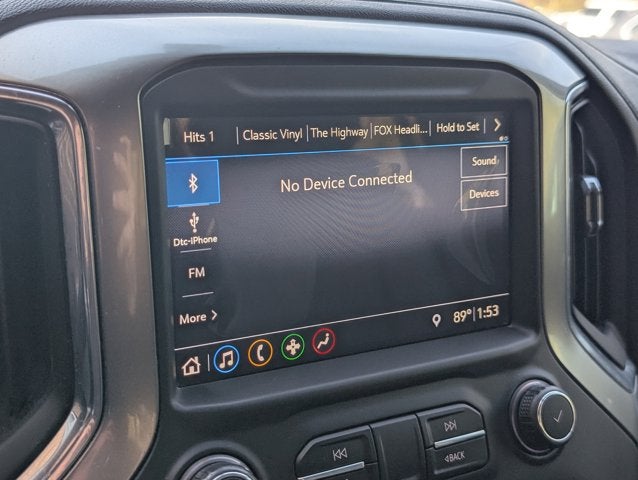 Hits 1 Classic Vinyl The Highway FOX Headli... Hold to Set
No Device Connected
Sound
Devices
Dtc-iPhone
FM
More
89° 1:53
BACK